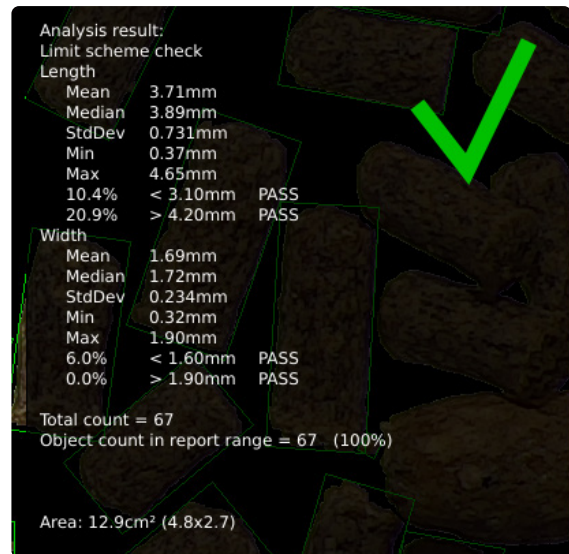 Analysis result:
Limit scheme check
Length
Mean 3.71mm
Median 3.89mm
StdDev 0.731mm
Min 0.37mm
Max 4.65mm
10.4% < 3.10mm PASS
20.9% > 4.20mm PASS
Width
Mean 1.69mm
Median 1.72mm
StdDev 0.234mm
Min 0.32mm
Max 1.90mm
6.0% < 1.60mm PASS
0.0% > 1.90mm PASS
Total count = 67
Object count in report range = 67 (100%)
Area: 12.9cm² (4.8x2.7)